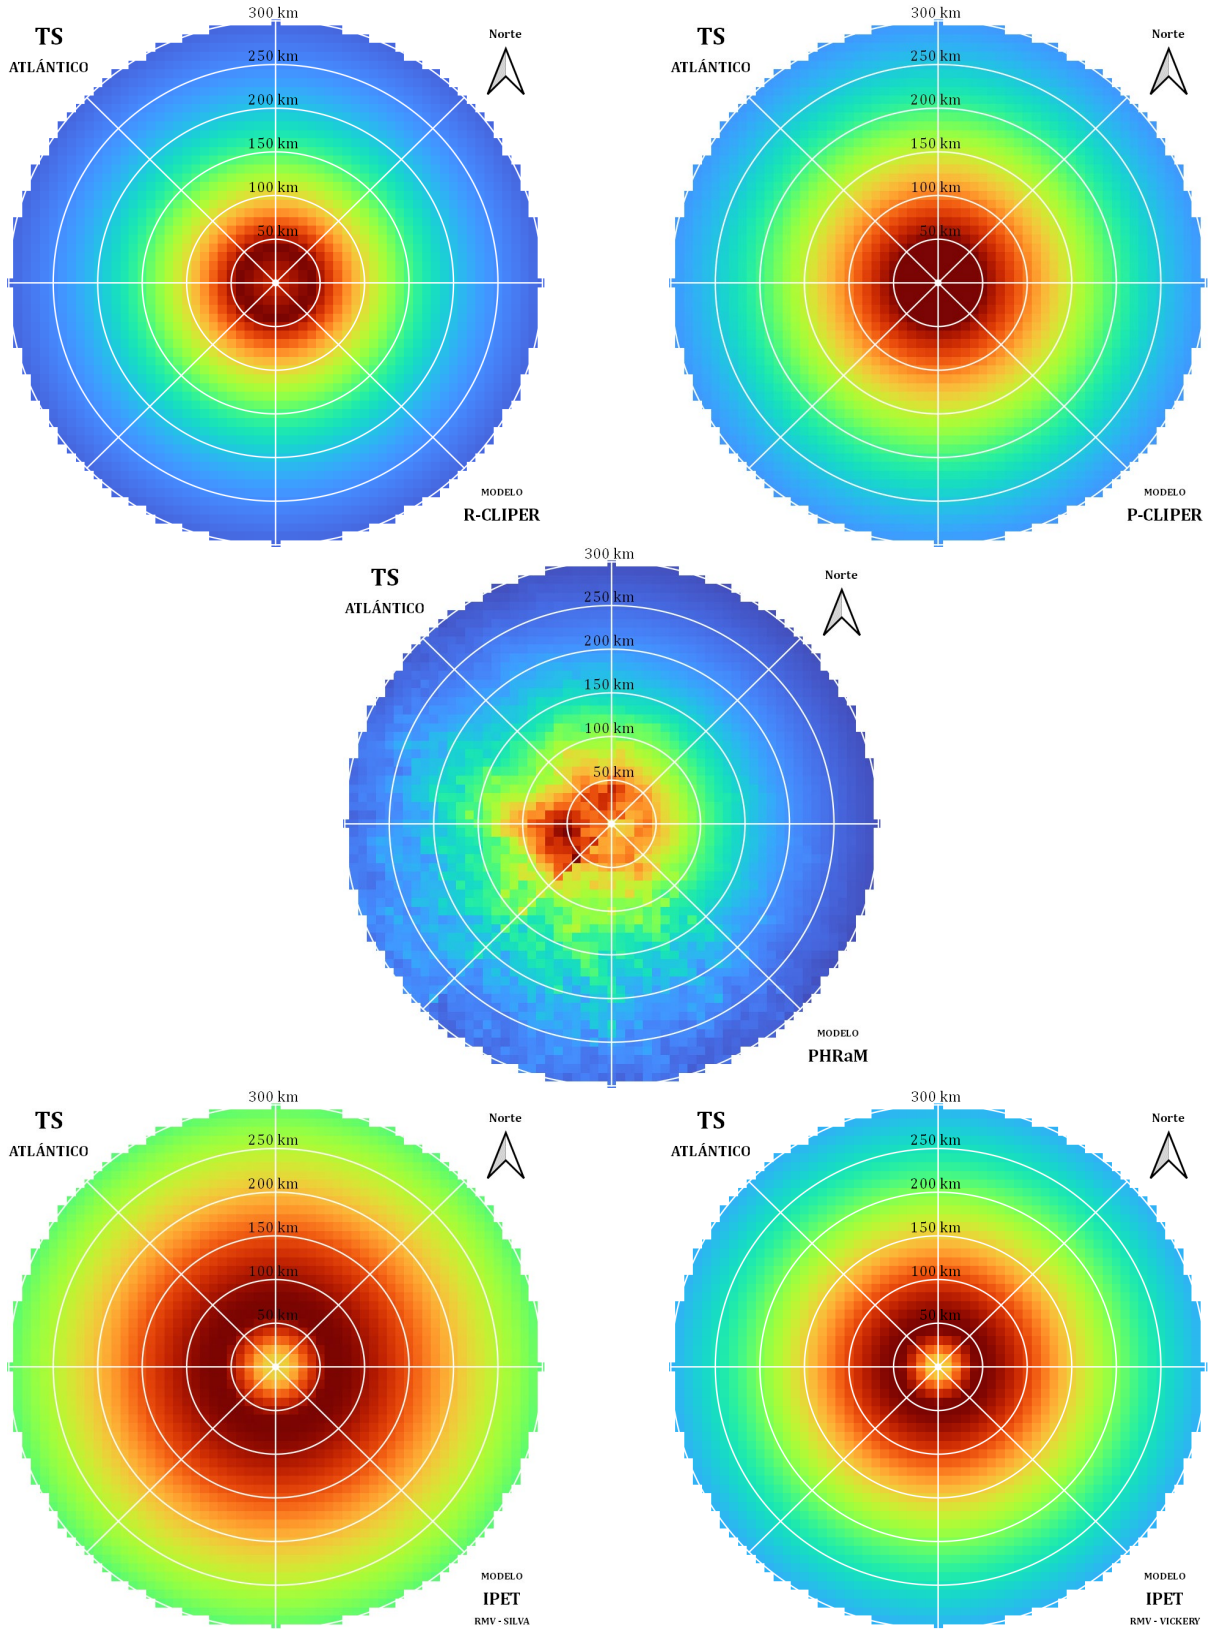 300 km
TS
ATLÁNTICO
Norte
250 km
200 km
150 km
100 km
50 km
MODELO
R-CLIPER
300 km
TS
ATLÁNTICO
Norte
250 km
200 km
150 km
100 km
50 km
MODELO
P-CLIPER
300 km
TS
ATLÁNTICO
Norte
250 km
200 km
150 km
100 km
50 km
MODELO
PHRaM
300 km
TS
ATLÁNTICO
Norte
250 km
200 km
150 km
100 km
50 km
MODELO
IPET
RMV - SILVA
300 km
TS
ATLÁNTICO
Norte
250 km
200 km
150 km
100 km
50 km
MODELO
IPET
RMV - VICKERY